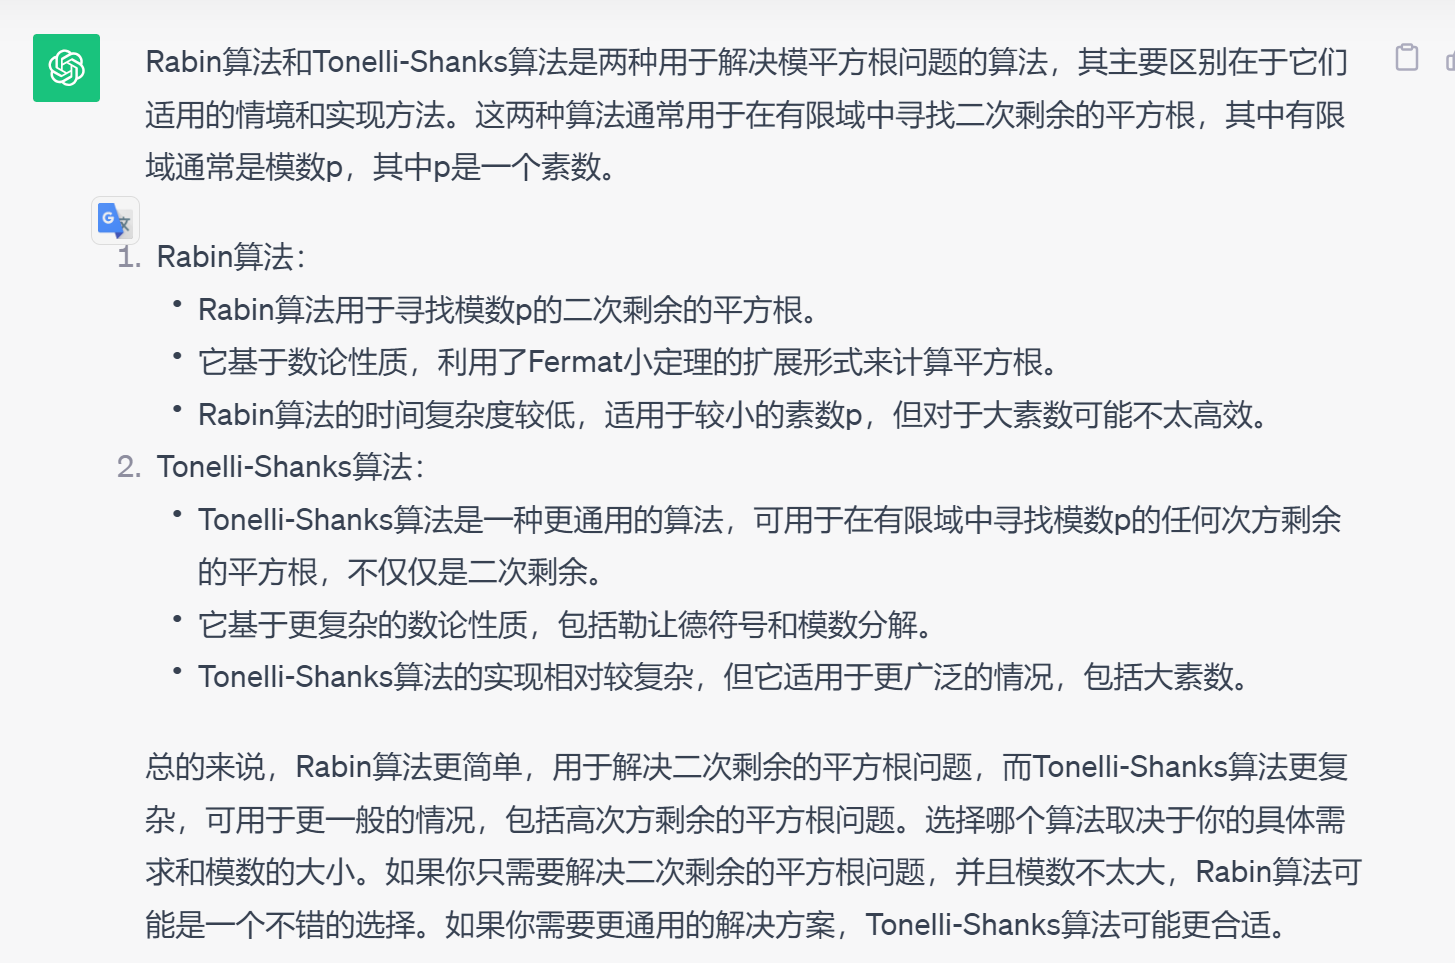 Rabin算法和Tonelli-Shanks算法是两种用于解决模平方根问题的算法，其主要区别在于它们
适用的情境和实现方法。这两种算法通常用于在有限域中寻找二次剩余的平方根，其中有限
域通常是模数p，其中p是一个素数。
G文
1. Rabin算法：
• Rabin算法用于寻找模数p的二次剩余的平方根。
• 它基于数论性质，利用了Fermat小定理的扩展形式来计算平方根。
• Rabin算法的时间复杂度较低，适用于较小的素数p，但对于大素数可能不太高效。
2. Tonelli-Shanks算法：
• Tonelli-Shanks算法是一种更通用的算法，可用于在有限域中寻找模数p的任何次方剩余
的平方根，不仅仅是二次剩余。
• 它基于更复杂的数论性质，包括勒让德符号和模数分解。
• Tonelli-Shanks算法的实现相对较复杂，但它适用于更广泛的情况，包括大素数。
总的来说，Rabin算法更简单，用于解决二次剩余的平方根问题，而Tonelli-Shanks算法更复
杂，可用于更一般的情况，包括高次方剩余的平方根问题。选择哪个算法取决于你的具体需
求和模数的大小。如果你只需要解决二次剩余的平方根问题，并且模数不太大，Rabin算法可
能是一个不错的选择。如果你需要更通用的解决方案，Tonelli-Shanks算法可能更合适。